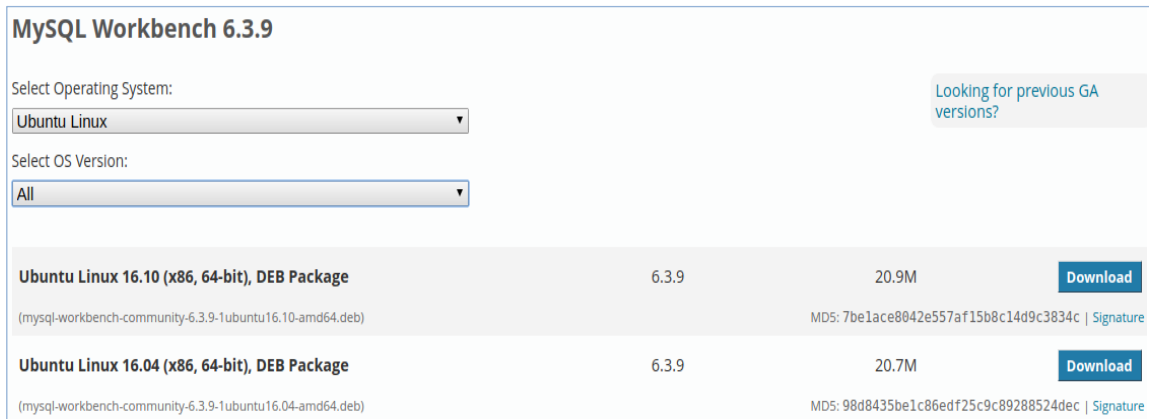 MySQL Workbench 6.3.9
Select Operating System:
Looking for previous GA
versions?
Ubuntu Linux
Select OS Version:
All
Ubuntu Linux 16.10 (x86, 64-bit), DEB Package 6.3.9 20.9M Download
(mysql-workbench-community-6.3.9-1ubuntu16.10-amd64.deb) MD5: 7be1ace8042e557af15b8c14d9c3834c | Signature
Ubuntu Linux 16.04 (x86, 64-bit), DEB Package 6.3.9 20.7M Download
(mysql-workbench-community-6.3.9-1ubuntu16.04-amd64.deb) MD5: 98d8435be1c86edf25c9c89288524dec | Signature